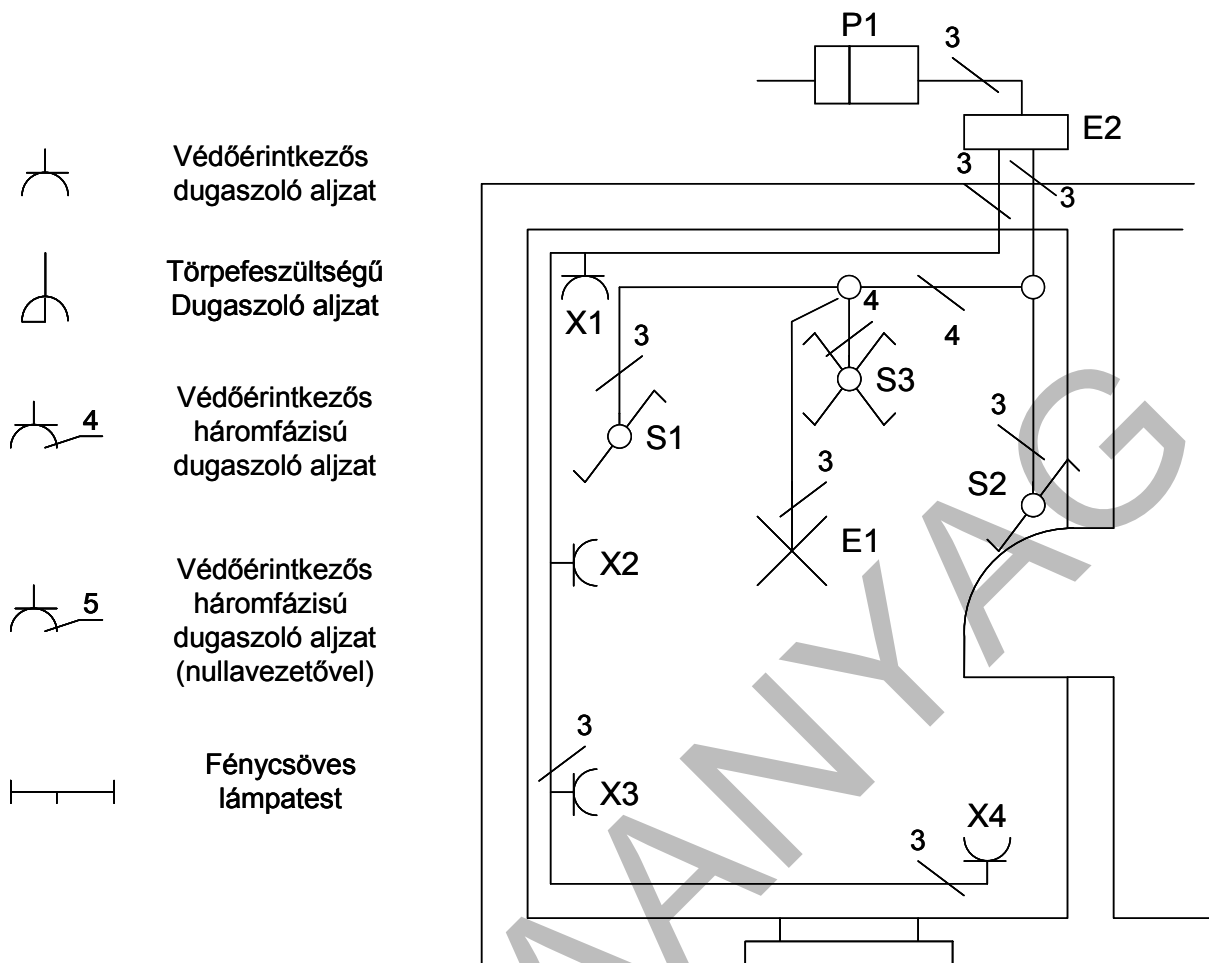 Védőérintkezős
dugaszoló aljzat
Törpefeszültségű
Dugaszoló aljzat
4
Védőérintkezős
háromfázisú
dugaszoló aljzat
5
Védőérintkezős
háromfázisú
dugaszoló aljzat
(nullavezetővel)
Fénycsöves
lámpatest
P1
3
E2
3
3
X1
3
4
4
S3
S1
3
S2
3
E1
X2
3
X3
X4
3
MANYAG